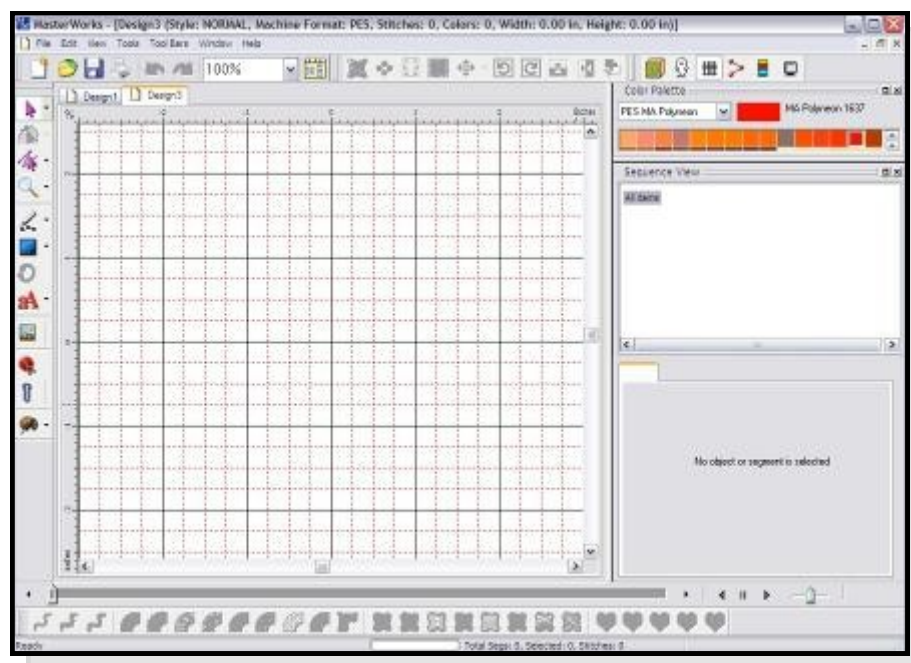 MasterWorks - [Design3 (Style: NORMAL, Machine Format: PES, Stitches: 0, Colors: 0, Width: 0.00 in, Height: 0.00 in)]
File Edit View Tools Tool Bars Window Help
100%
Design1 Design3
Inches
Color Palette
PES MA Polyneon
MA Polyneon 1637
Sequence View
All items
No object or segment is selected
Inches
Ready
Total Segs: 0, Selected: 0, Stitches: 0